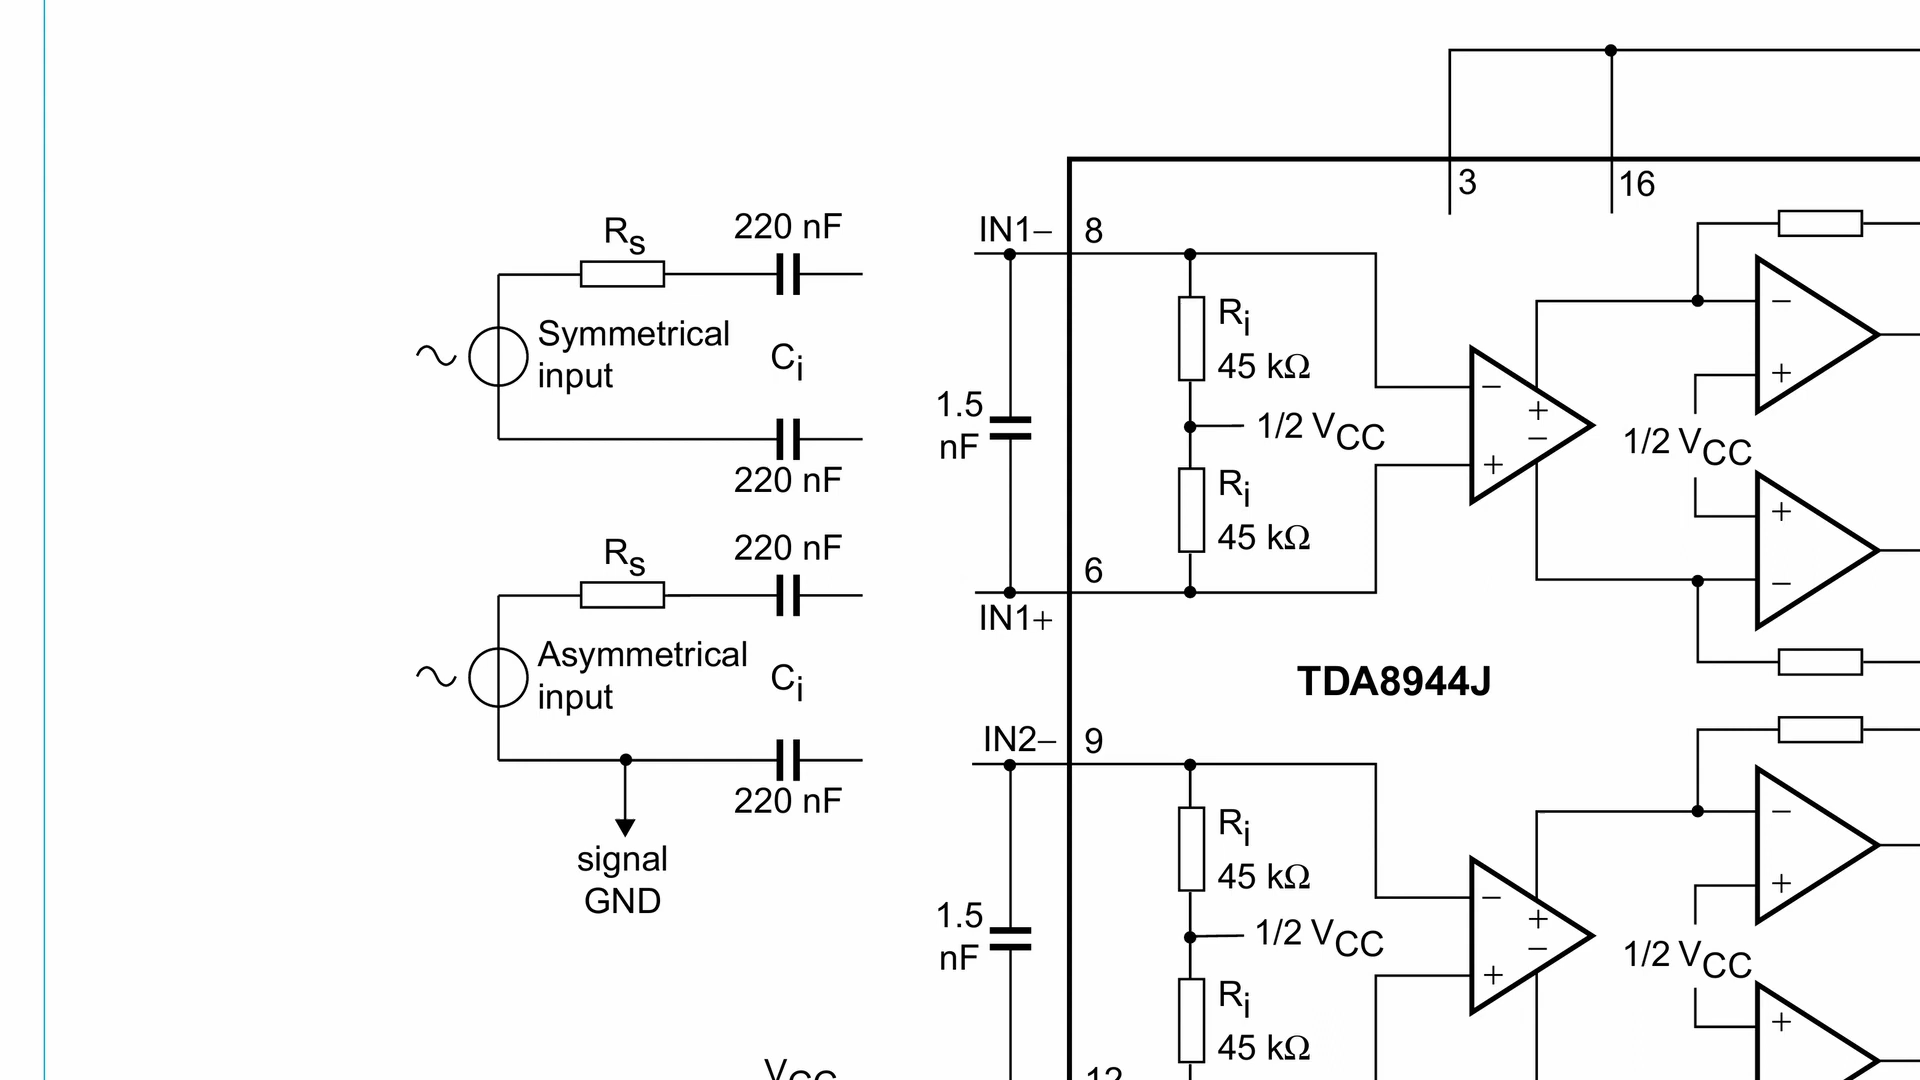 3
16
220 nF
Rs
IN1−
8
Symmetrical
input
Ci
Ri
45 kΩ
1.5
nF
1/2 VCC
1/2 VCC
220 nF
Ri
45 kΩ
−
+
+
−
−
+
+
−
220 nF
Rs
6
IN1+
Asymmetrical
input
Ci
TDA8944J
220 nF
signal
GND
IN2−
9
Ri
45 kΩ
1.5
nF
1/2 VCC
1/2 VCC
Ri
45 kΩ
−
+
+
−
−
+
+
VCC
12